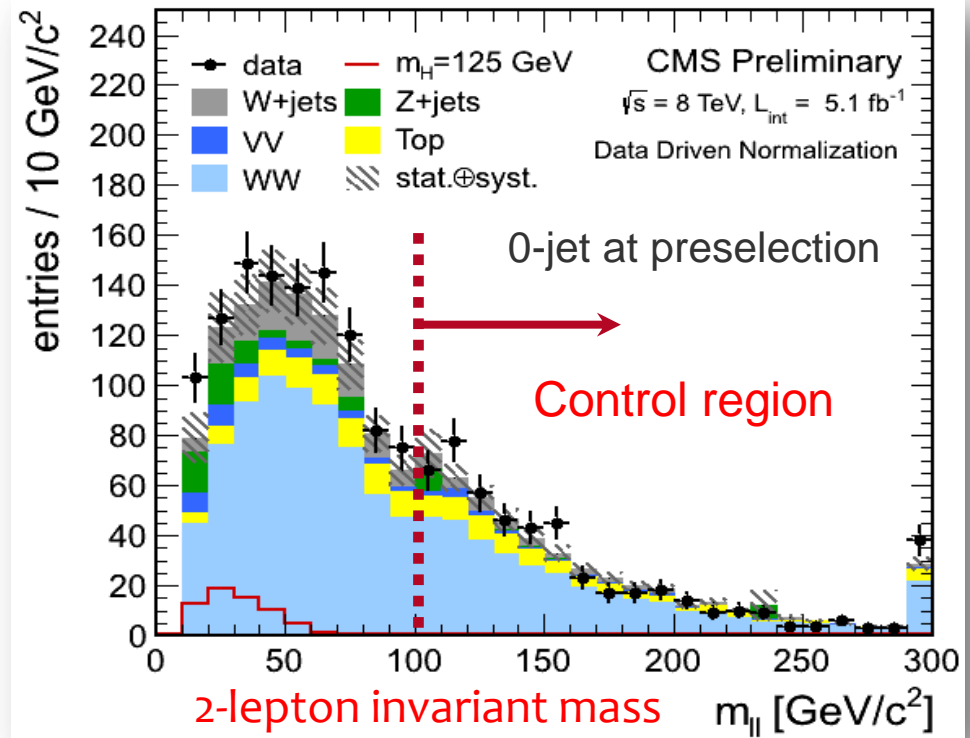 entries / 10 GeV/c²
240
220
200
180
160
140
120
100
80
60
40
20
0
data
m_H=125 GeV
W+jets
Z+jets
VV
Top
WW
stat.⊕syst.
CMS Preliminary
√s = 8 TeV, L_int = 5.1 fb⁻¹
Data Driven Normalization
0-jet at preselection
Control region
0 50 100 150 200 250 300
2-lepton invariant mass
m_ll [GeV/c²]